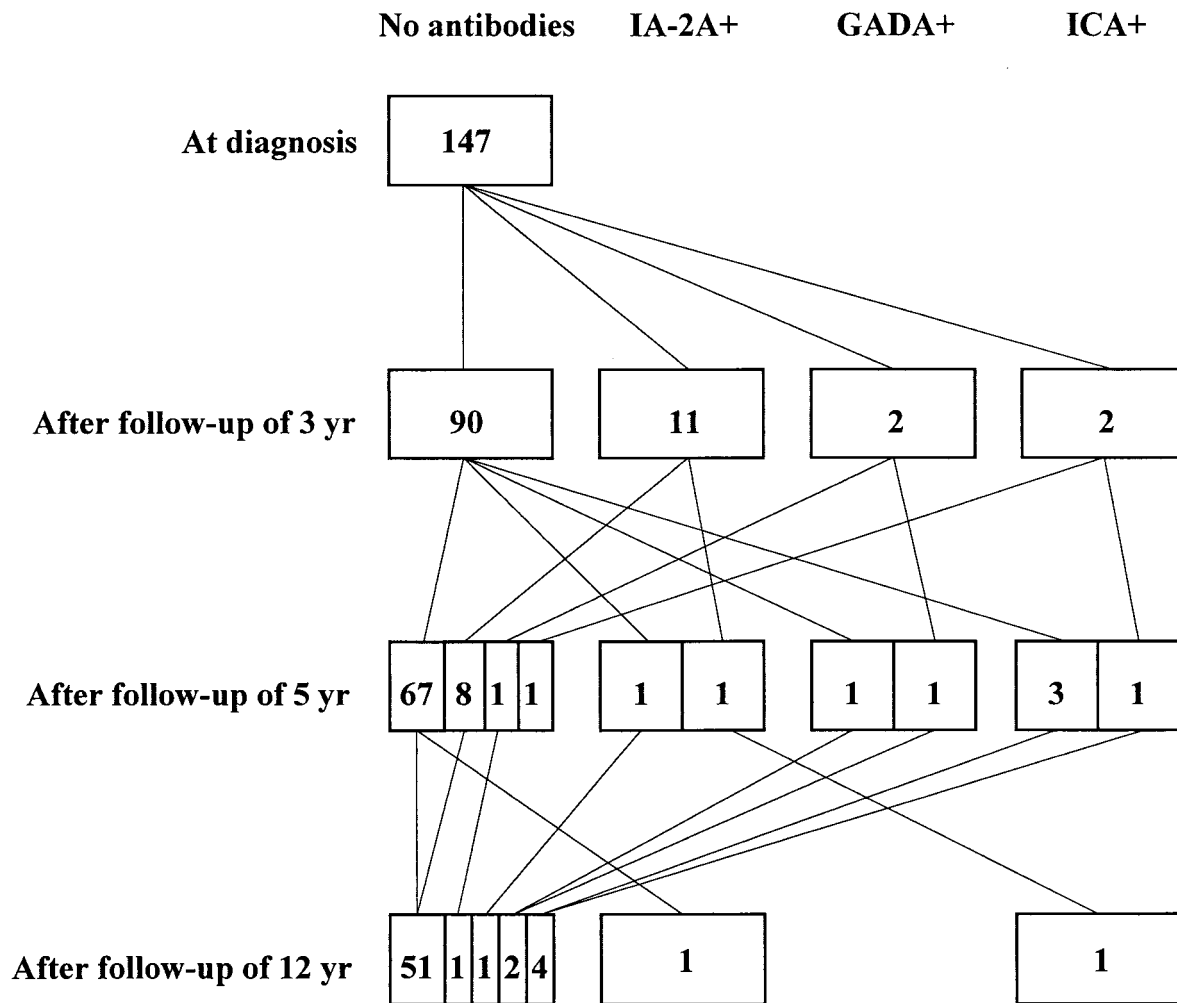 No antibodies IA-2A+ GADA+ ICA+
At diagnosis 147
After follow-up of 3 yr 90 11 2 2
After follow-up of 5 yr 67 8 1 1 1 1 1 1 3 1
After follow-up of 12 yr 51 1 1 2 4 1 1